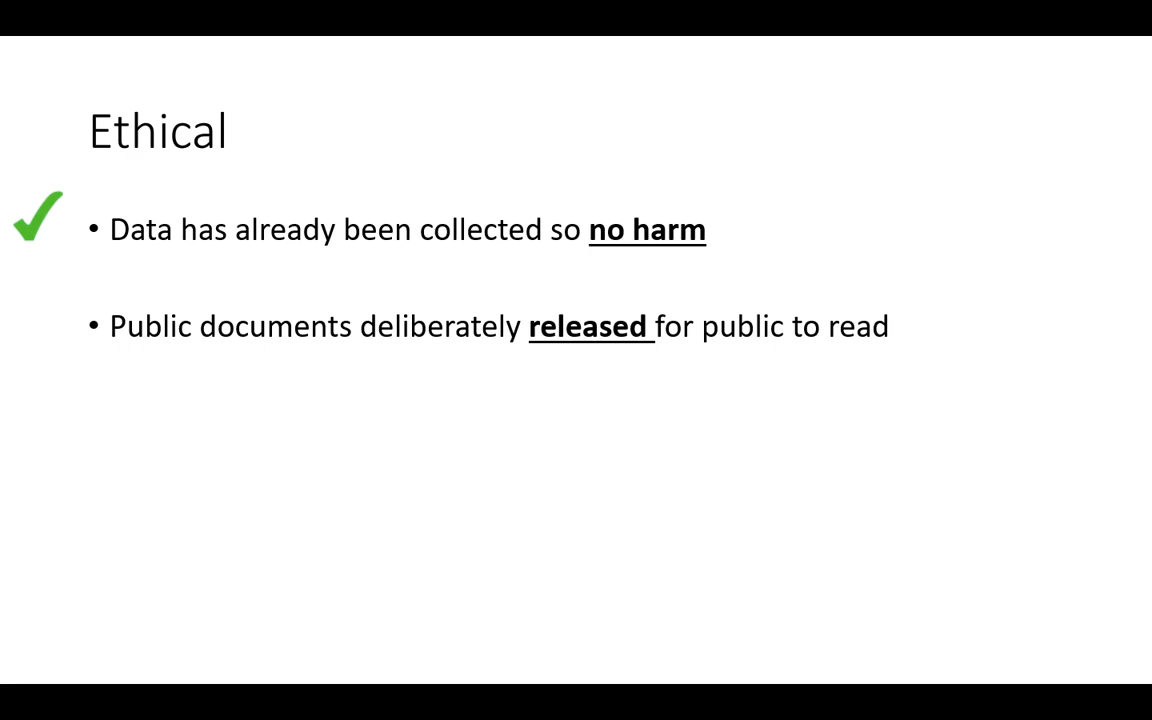 Ethical
• Data has already been collected so no harm
• Public documents deliberately released for public to read